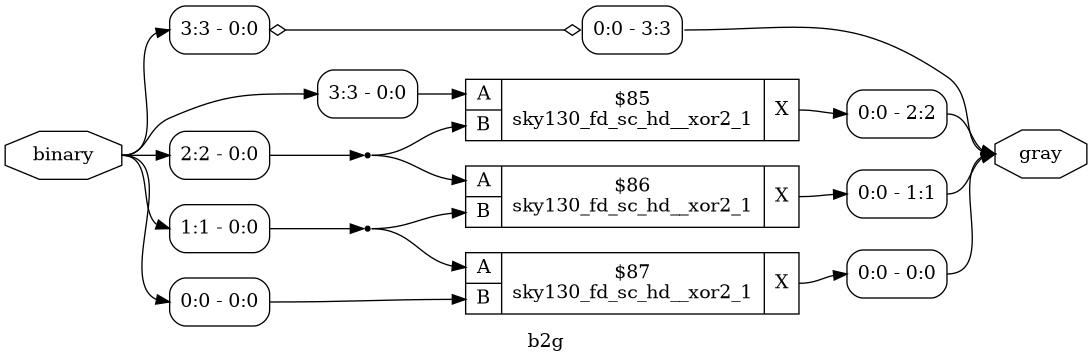 3:3 - 0:0
0:0 - 3:3
3:3 - 0:0
A
B
$85
sky130_fd_sc_hd__xor2_1
X
0:0 - 2:2
binary
2:2 - 0:0
gray
A
B
$86
sky130_fd_sc_hd__xor2_1
X
0:0 - 1:1
1:1 - 0:0
A
B
$87
sky130_fd_sc_hd__xor2_1
X
0:0 - 0:0
0:0 - 0:0
b2g